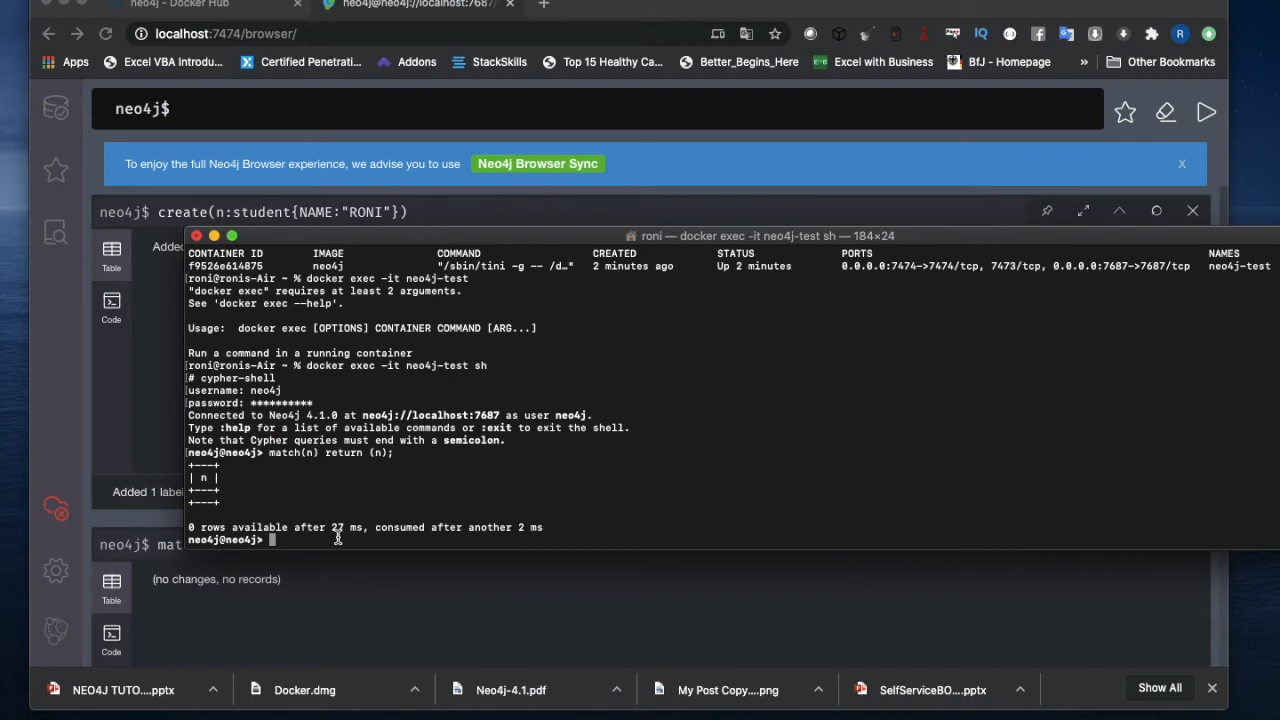 neo4j - Docker Hub
neo4j@neo4j://localhost:7687/
localhost:7474/browser/
Apps Excel VBA Introdu... Certified Penetrati... Addons StackSkills Top 15 Healthy Ca... Better_Begins_Here Excel with Business BfJ - Homepage » Other Bookmarks
neo4j$
To enjoy the full Neo4j Browser experience, we advise you to use Neo4j Browser Sync X
neo4j$ create(n:student{NAME:"RONI"})
Table
Code
Added
roni — docker exec -it neo4j-test sh — 184×24
CONTAINER ID IMAGE COMMAND CREATED STATUS PORTS NAMES
f9526e614875 neo4j "/sbin/tini -g -- /d…" 2 minutes ago Up 2 minutes 0.0.0.0:7474->7474/tcp, 7473/tcp, 0.0.0.0:7687->7687/tcp neo4j-test
[roni@ronis-Air ~ % docker exec -it neo4j-test
"docker exec" requires at least 2 arguments.
See 'docker exec --help'.
Usage: docker exec [OPTIONS] CONTAINER COMMAND [ARG...]
Run a command in a running container
[roni@ronis-Air ~ % docker exec -it neo4j-test sh
[# cypher-shell
[username: neo4j
[password: **********
Connected to Neo4j 4.1.0 at neo4j://localhost:7687 as user neo4j.
Type :help for a list of available commands or :exit to exit the shell.
Note that Cypher queries must end with a semicolon.
[neo4j@neo4j> match(n) return (n);
+---+
| n |
+---+
+---+
0 rows available after 27 ms, consumed after another 2 ms
neo4j@neo4j>
Added 1 label
neo4j$ mat
Table
Code
(no changes, no records)
NEO4J TUTO....pptx Docker.dmg Neo4j-4.1.pdf My Post Copy....png SelfServiceBO....pptx Show All